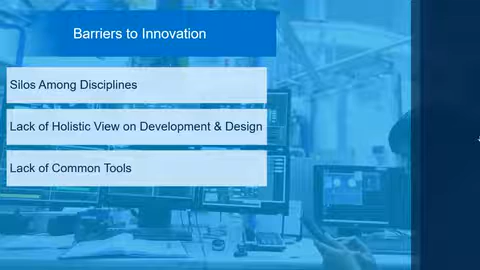 Barriers to Innovation
Silos Among Disciplines
Lack of Holistic View on Development & Design
Lack of Common Tools